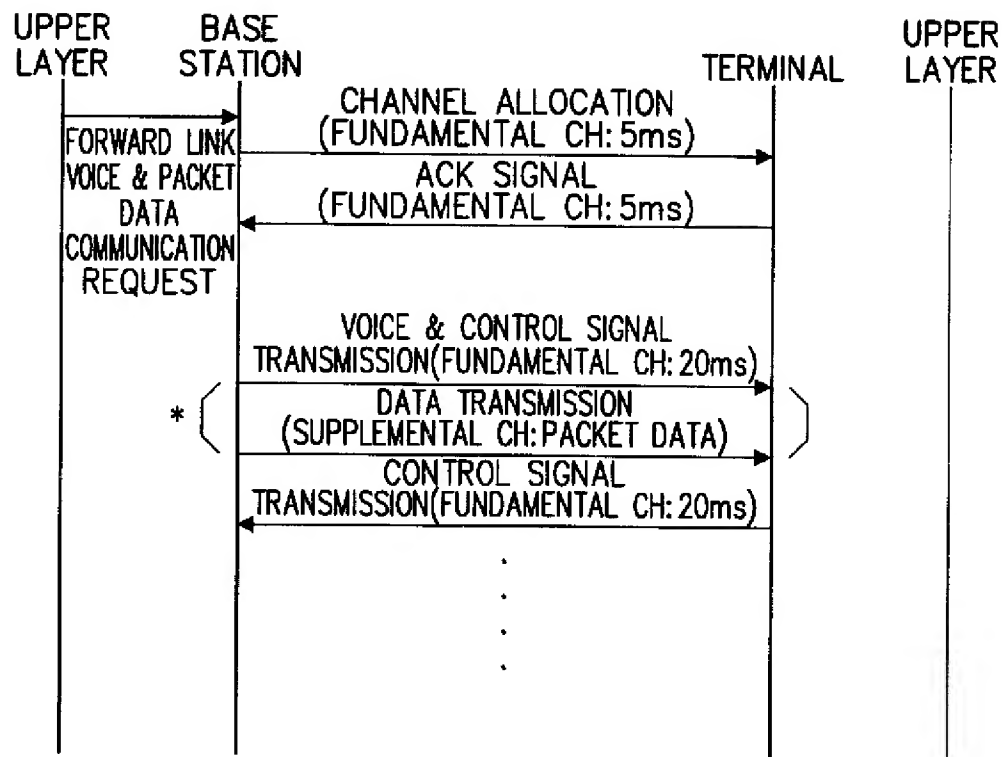 UPPER
LAYER
BASE
STATION
TERMINAL
UPPER
LAYER
FORWARD LINK
VOICE & PACKET
DATA
COMMUNICATION
REQUEST
CHANNEL ALLOCATION
(FUNDAMENTAL CH: 5ms)
ACK SIGNAL
(FUNDAMENTAL CH: 5ms)
VOICE & CONTROL SIGNAL
TRANSMISSION(FUNDAMENTAL CH: 20ms)
*
DATA TRANSMISSION
(SUPPLEMENTAL CH: PACKET DATA)
CONTROL SIGNAL
TRANSMISSION(FUNDAMENTAL CH: 20ms)